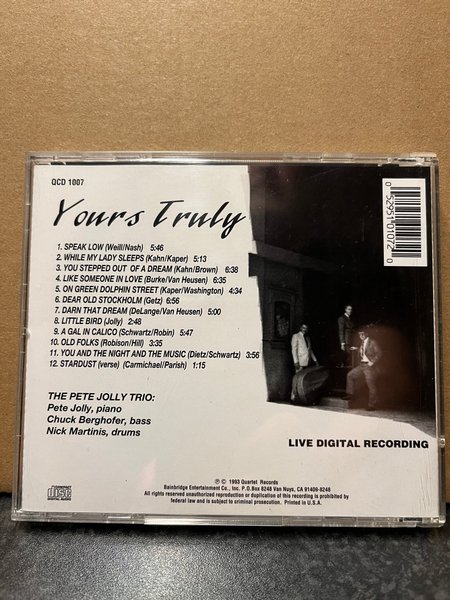 QCD 1007
Yours Truly
1. SPEAK LOW (Weill/Nash) 5:46
2. WHILE MY LADY SLEEPS (Kahn/Kaper) 5:13
3. YOU STEPPED OUT OF A DREAM (Kahn/Brown) 6:38
4. LIKE SOMEONE IN LOVE (Burke/Van Heusen) 6:35
5. ON GREEN DOLPHIN STREET (Kaper/Washington) 4:34
6. DEAR OLD STOCKHOLM (Getz) 6:56
7. DARN THAT DREAM (DeLange/Van Heusen) 5:00
8. LITTLE BIRD (Jolly) 2:48
9. A GAL IN CALICO (Schwartz/Robin) 5:47
10. OLD FOLKS (Robison/Hill) 3:35
11. YOU AND THE NIGHT AND THE MUSIC (Dietz/Schwartz) 3:56
12. STARDUST (verse) (Carmichael/Parish) 1:15
THE PETE JOLLY TRIO:
Pete Jolly, piano
Chuck Berghofer, bass
Nick Martinis, drums
0 52951 01072 0
LIVE DIGITAL RECORDING
COMPACT
disc
DIGITAL AUDIO
℗ © 1993 Quartet Records
Bainbridge Entertainment Co., Inc. P.O.Box 8248 Van Nuys, CA 91409-8248
All rights reserved unauthorized reproduction or duplication of this recording is prohibited by
federal law and is subject to criminal prosecution. Printed in U.S.A.